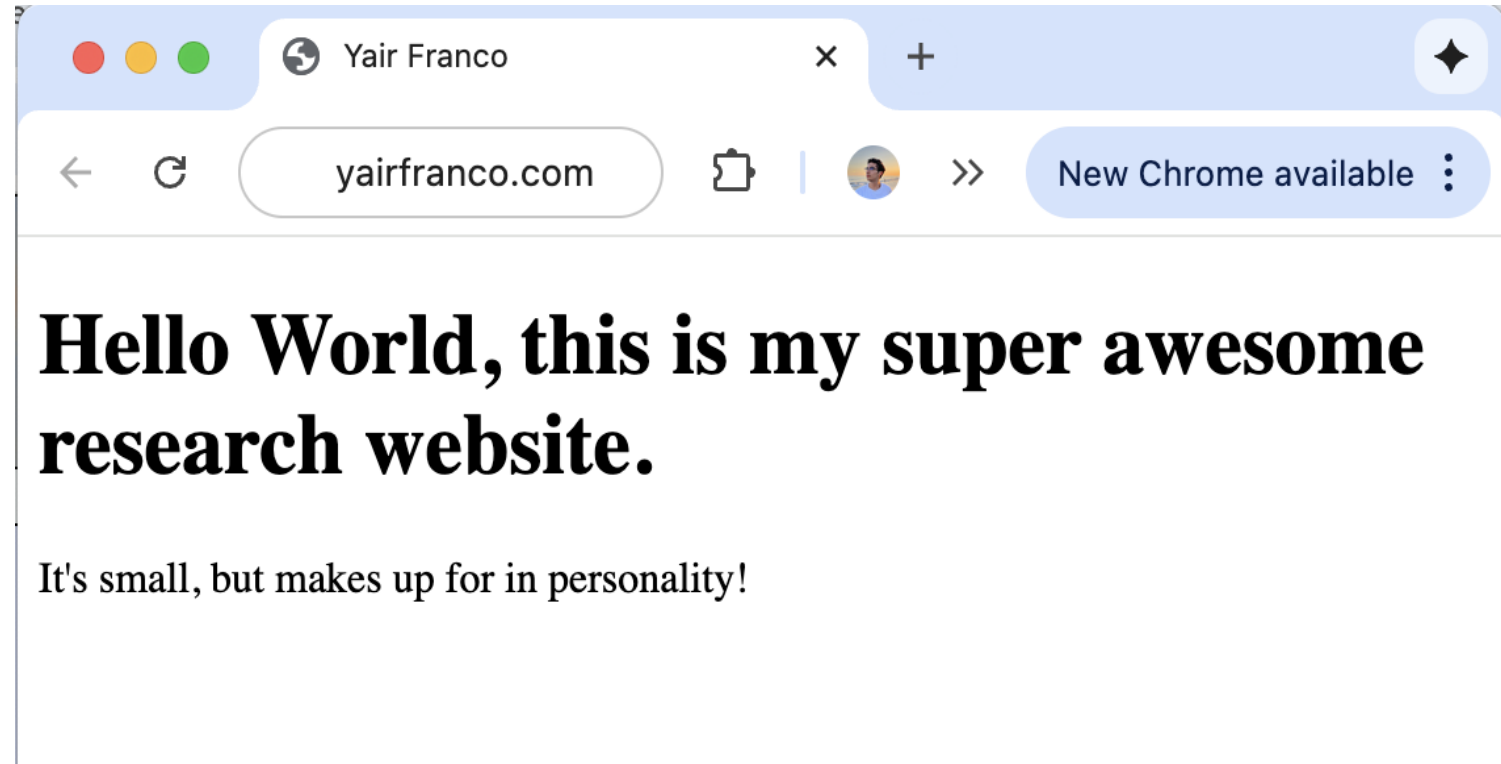 Yair Franco
yairfranco.com
New Chrome available
Hello World, this is my super awesome
research website.
It's small, but makes up for in personality!